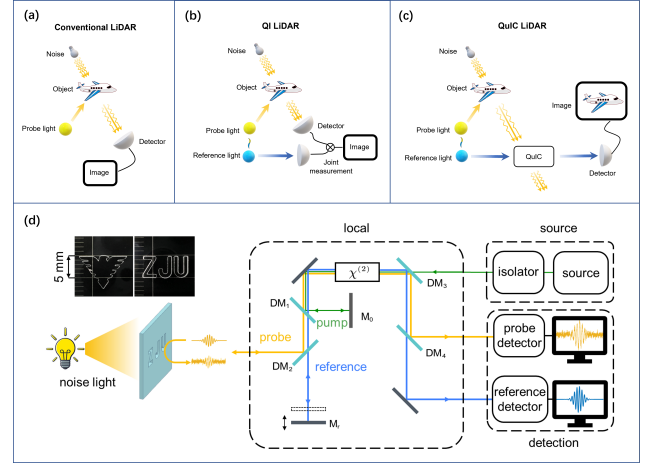 (a)
Conventional LiDAR
Noise
Object
Probe light
Detector
Image
(b)
QI LiDAR
Noise
Object
Probe light
Detector
Reference light
Image
Joint
measurement
(c)
QuIC LiDAR
Noise
Object
Image
Probe light
Reference light
QuIC
Detector
(d)
5 mm
ZJU
ZJU
noise light
local
χ(2)
DM1
DM2
DM3
DM4
M0
Mr
pump
probe
reference
source
isolator
source
probe
detector
reference
detector
detection